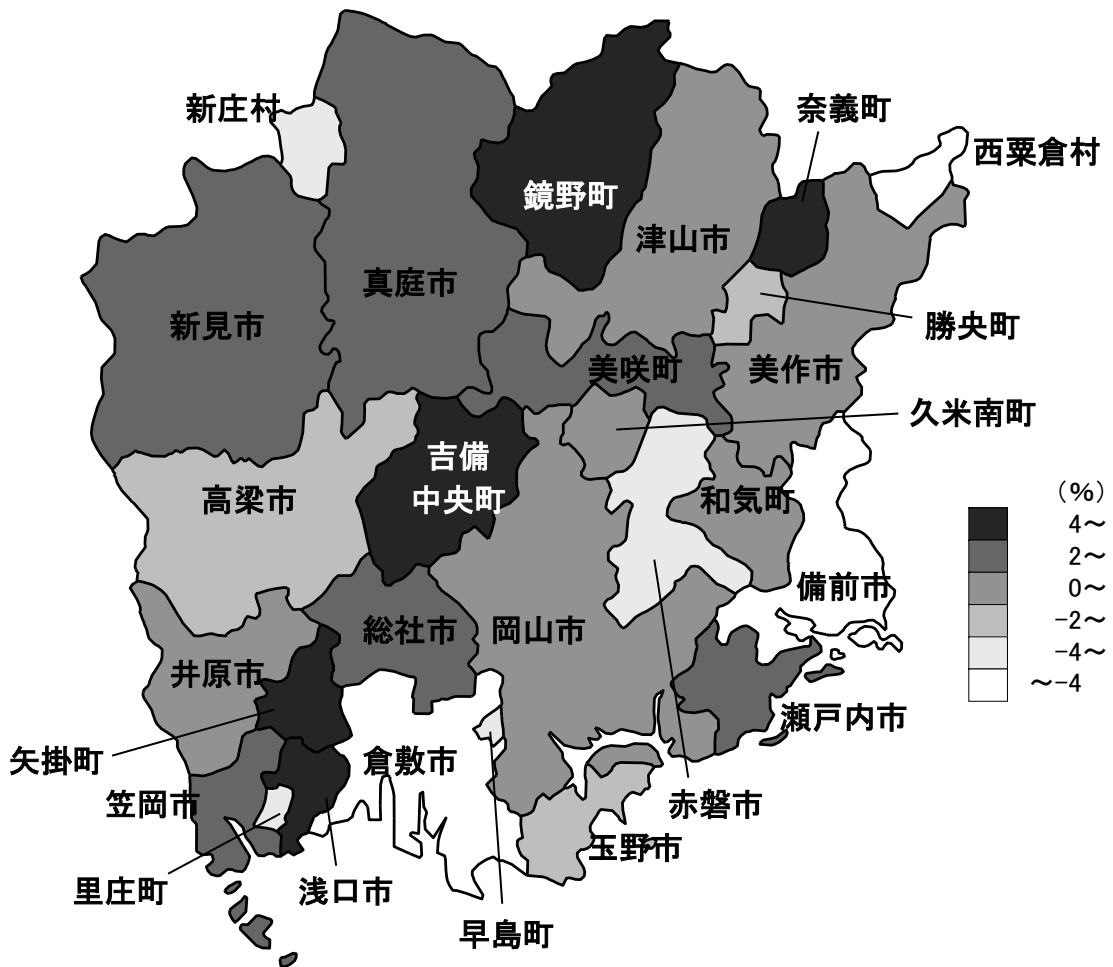 新庄村
奈義町
西粟倉村
鏡野町
津山市
真庭市
新見市
勝央町
美咲町
美作市
久米南町
吉備
中央町
高梁市
和気町
(%)
4～
2～
0～
-2～
-4～
～-4
備前市
総社市
岡山市
井原市
瀬戸内市
矢掛町
倉敷市
笠岡市
赤磐市
玉野市
里庄町
浅口市
早島町